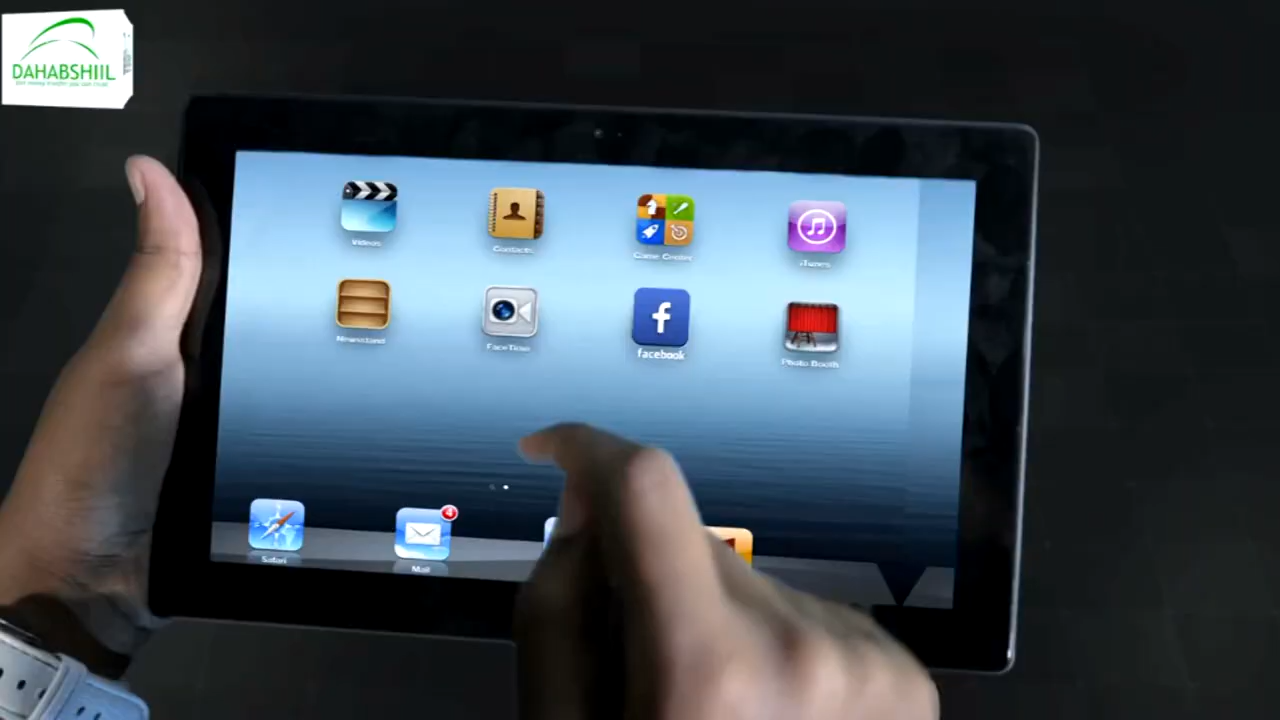 DAHABSHIIL
Videos
Contacts
Game Center
iTunes
Newsstand
FaceTime
facebook
Photo Booth
Safari
Mail
4